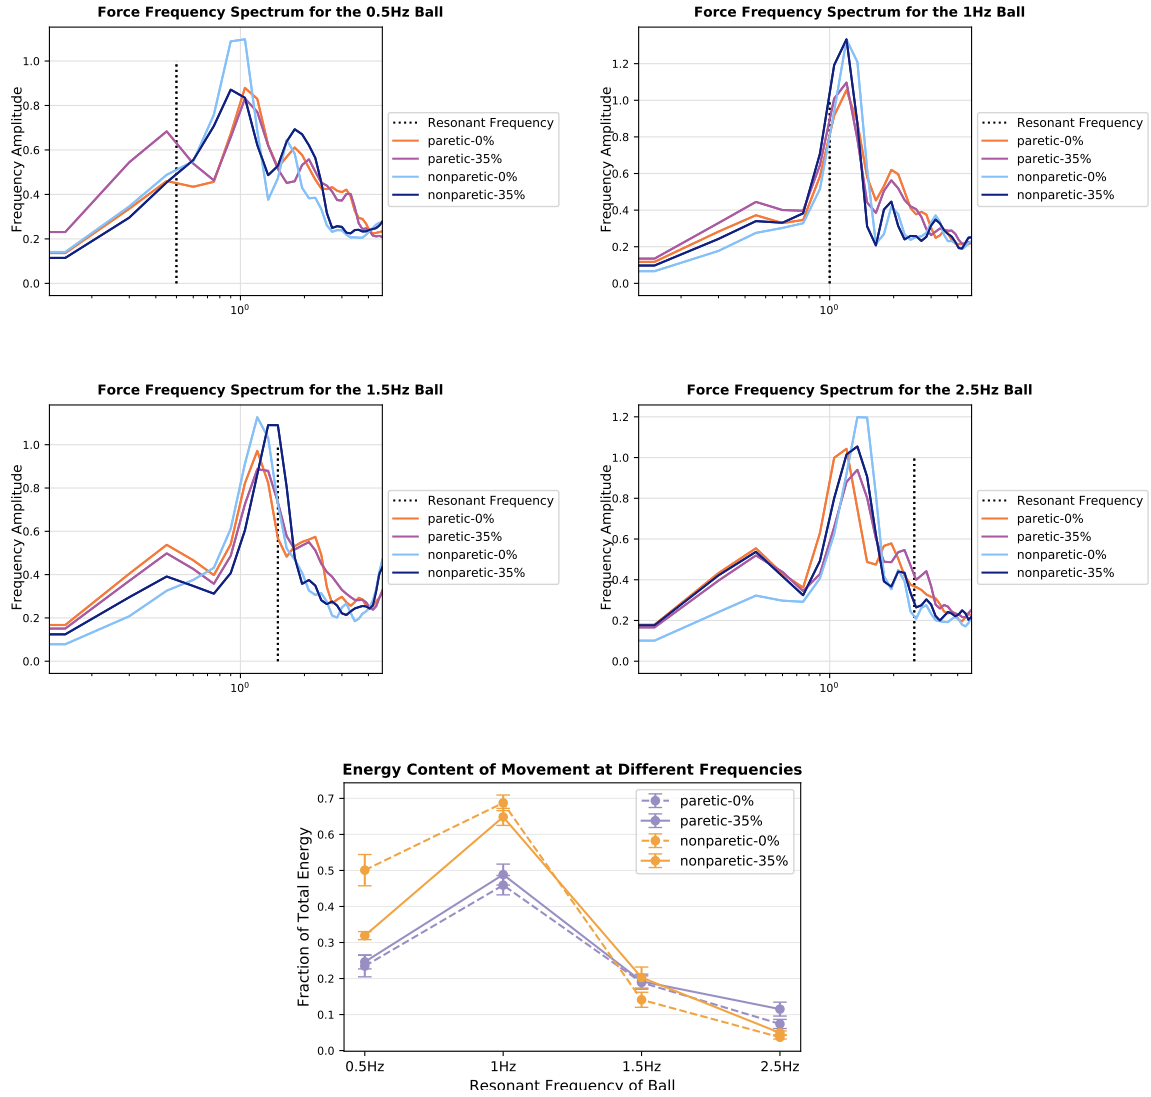 Force Frequency Spectrum for the 0.5Hz Ball
Frequency Amplitude
1.0
0.8
0.6
0.4
0.2
0.0
10⁰
Resonant Frequency
paretic-0%
paretic-35%
nonparetic-0%
nonparetic-35%
Force Frequency Spectrum for the 1Hz Ball
Frequency Amplitude
1.2
1.0
0.8
0.6
0.4
0.2
0.0
10⁰
Resonant Frequency
paretic-0%
paretic-35%
nonparetic-0%
nonparetic-35%
Force Frequency Spectrum for the 1.5Hz Ball
Frequency Amplitude
1.0
0.8
0.6
0.4
0.2
0.0
10⁰
Resonant Frequency
paretic-0%
paretic-35%
nonparetic-0%
nonparetic-35%
Force Frequency Spectrum for the 2.5Hz Ball
Frequency Amplitude
1.2
1.0
0.8
0.6
0.4
0.2
0.0
10⁰
Resonant Frequency
paretic-0%
paretic-35%
nonparetic-0%
nonparetic-35%
Energy Content of Movement at Different Frequencies
Fraction of Total Energy
0.7
0.6
0.5
0.4
0.3
0.2
0.1
0.0
paretic-0%
paretic-35%
nonparetic-0%
nonparetic-35%
0.5Hz 1Hz 1.5Hz 2.5Hz
Resonant Frequency of Ball